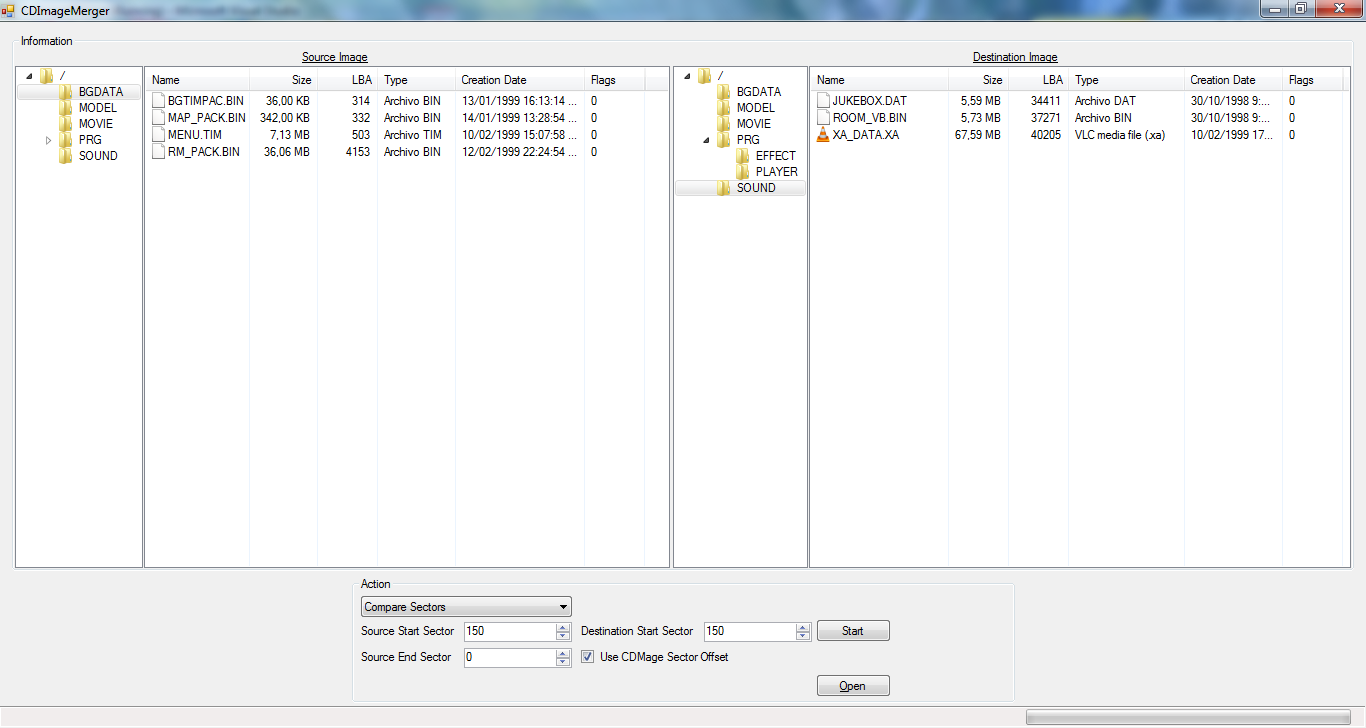 CDImageMerger
Information
Source Image
Destination Image
/
BGDATA
MODEL
MOVIE
PRG
SOUND
Name Size LBA Type Creation Date Flags
BGTIMPAC.BIN 36,00 KB 314 Archivo BIN 13/01/1999 16:13:14 ... 0
MAP_PACK.BIN 342,00 KB 332 Archivo BIN 14/01/1999 13:28:54 ... 0
MENU.TIM 7,13 MB 503 Archivo TIM 10/02/1999 15:07:58 ... 0
RM_PACK.BIN 36,06 MB 4153 Archivo BIN 12/02/1999 22:24:54 ... 0
/
BGDATA
MODEL
MOVIE
PRG
EFFECT
PLAYER
SOUND
Name Size LBA Type Creation Date Flags
JUKEBOX.DAT 5,59 MB 34411 Archivo DAT 30/10/1998 9:... 0
ROOM_VB.BIN 5,73 MB 37271 Archivo BIN 30/10/1998 9:... 0
XA_DATA.XA 67,59 MB 40205 VLC media file (.xa) 10/02/1999 17... 0
Action
Compare Sectors
Source Start Sector 150 Destination Start Sector 150 Start
Source End Sector 0 Use CDMage Sector Offset
Open